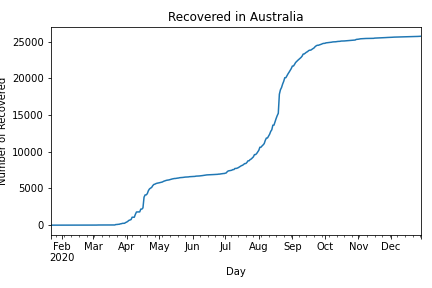 Recovered in Australia
Number of Recovered
25000
20000
15000
10000
5000
0
Feb Mar Apr May Jun Jul Aug Sep Oct Nov Dec
2020
Day